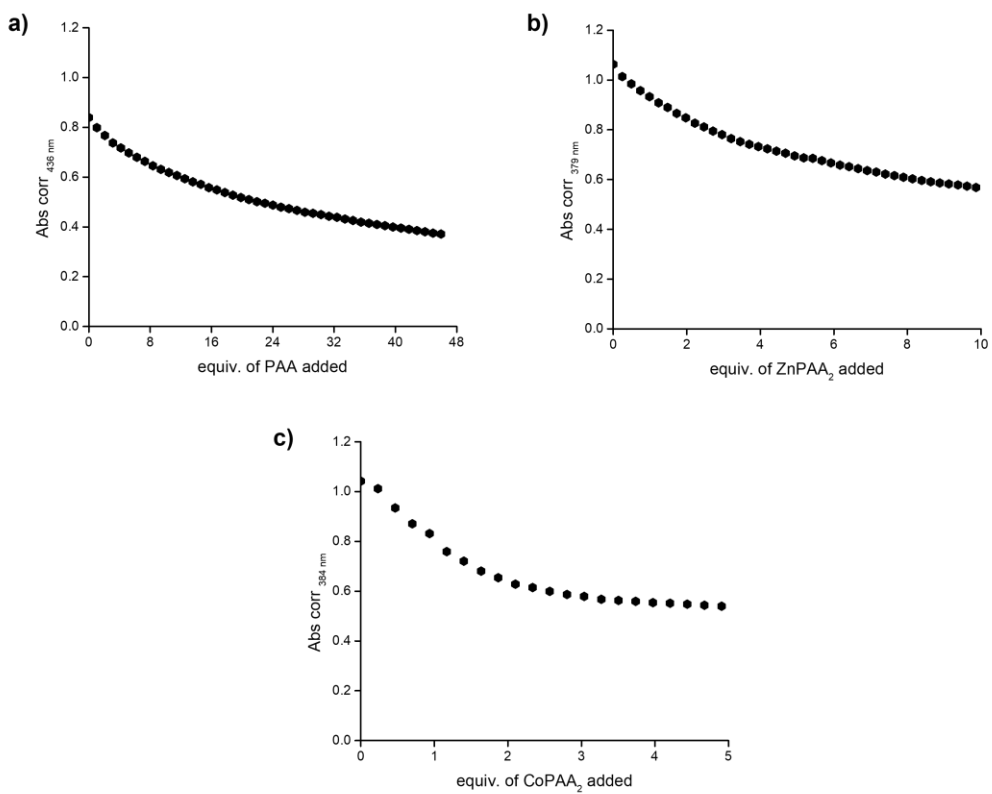 a)
1.2
1.0
0.8
0.6
0.4
0.2
0.0
Abs corr 436 nm
0 8 16 24 32 40 48
equiv. of PAA added
b)
1.2
1.0
0.8
0.6
0.4
0.2
0.0
Abs corr 379 nm
0 2 4 6 8 10
equiv. of ZnPAA2 added
c)
1.2
1.0
0.8
0.6
0.4
0.2
0.0
Abs corr 384 nm
0 1 2 3 4 5
equiv. of CoPAA2 added